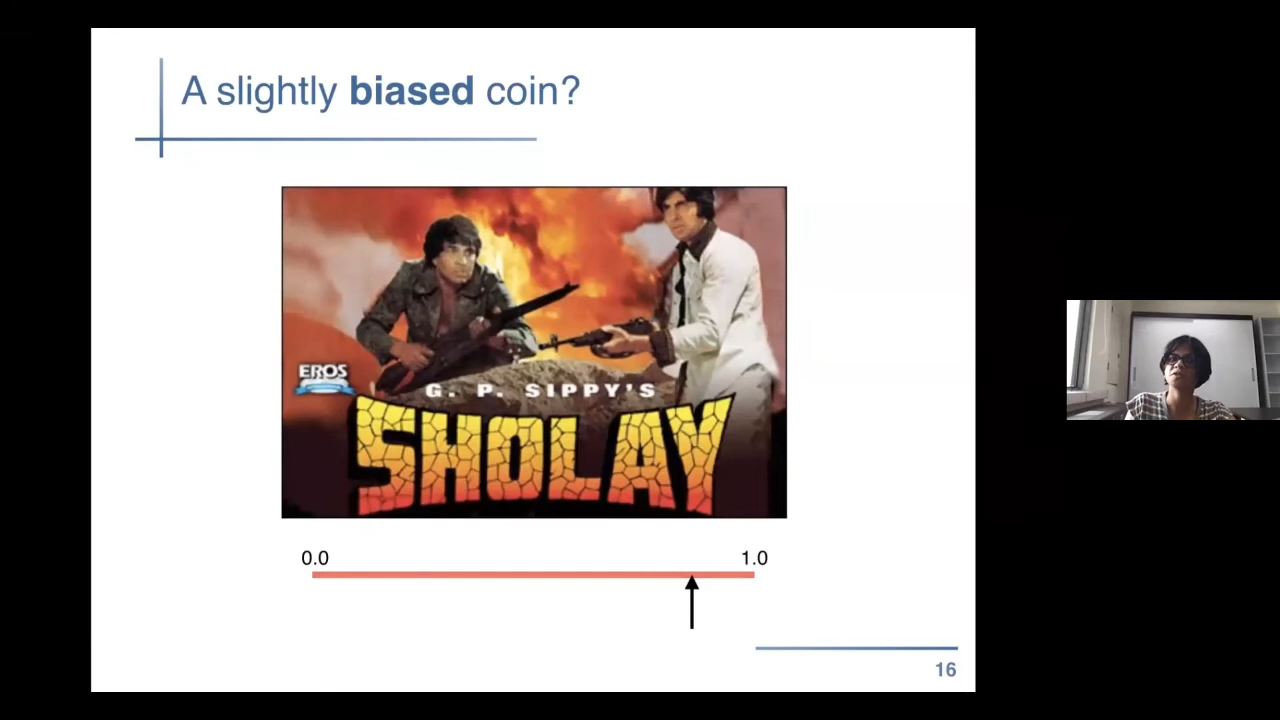 A slightly biased coin?
EROS
G. P. SIPPY'S
SHOLAY
0.0 1.0
16